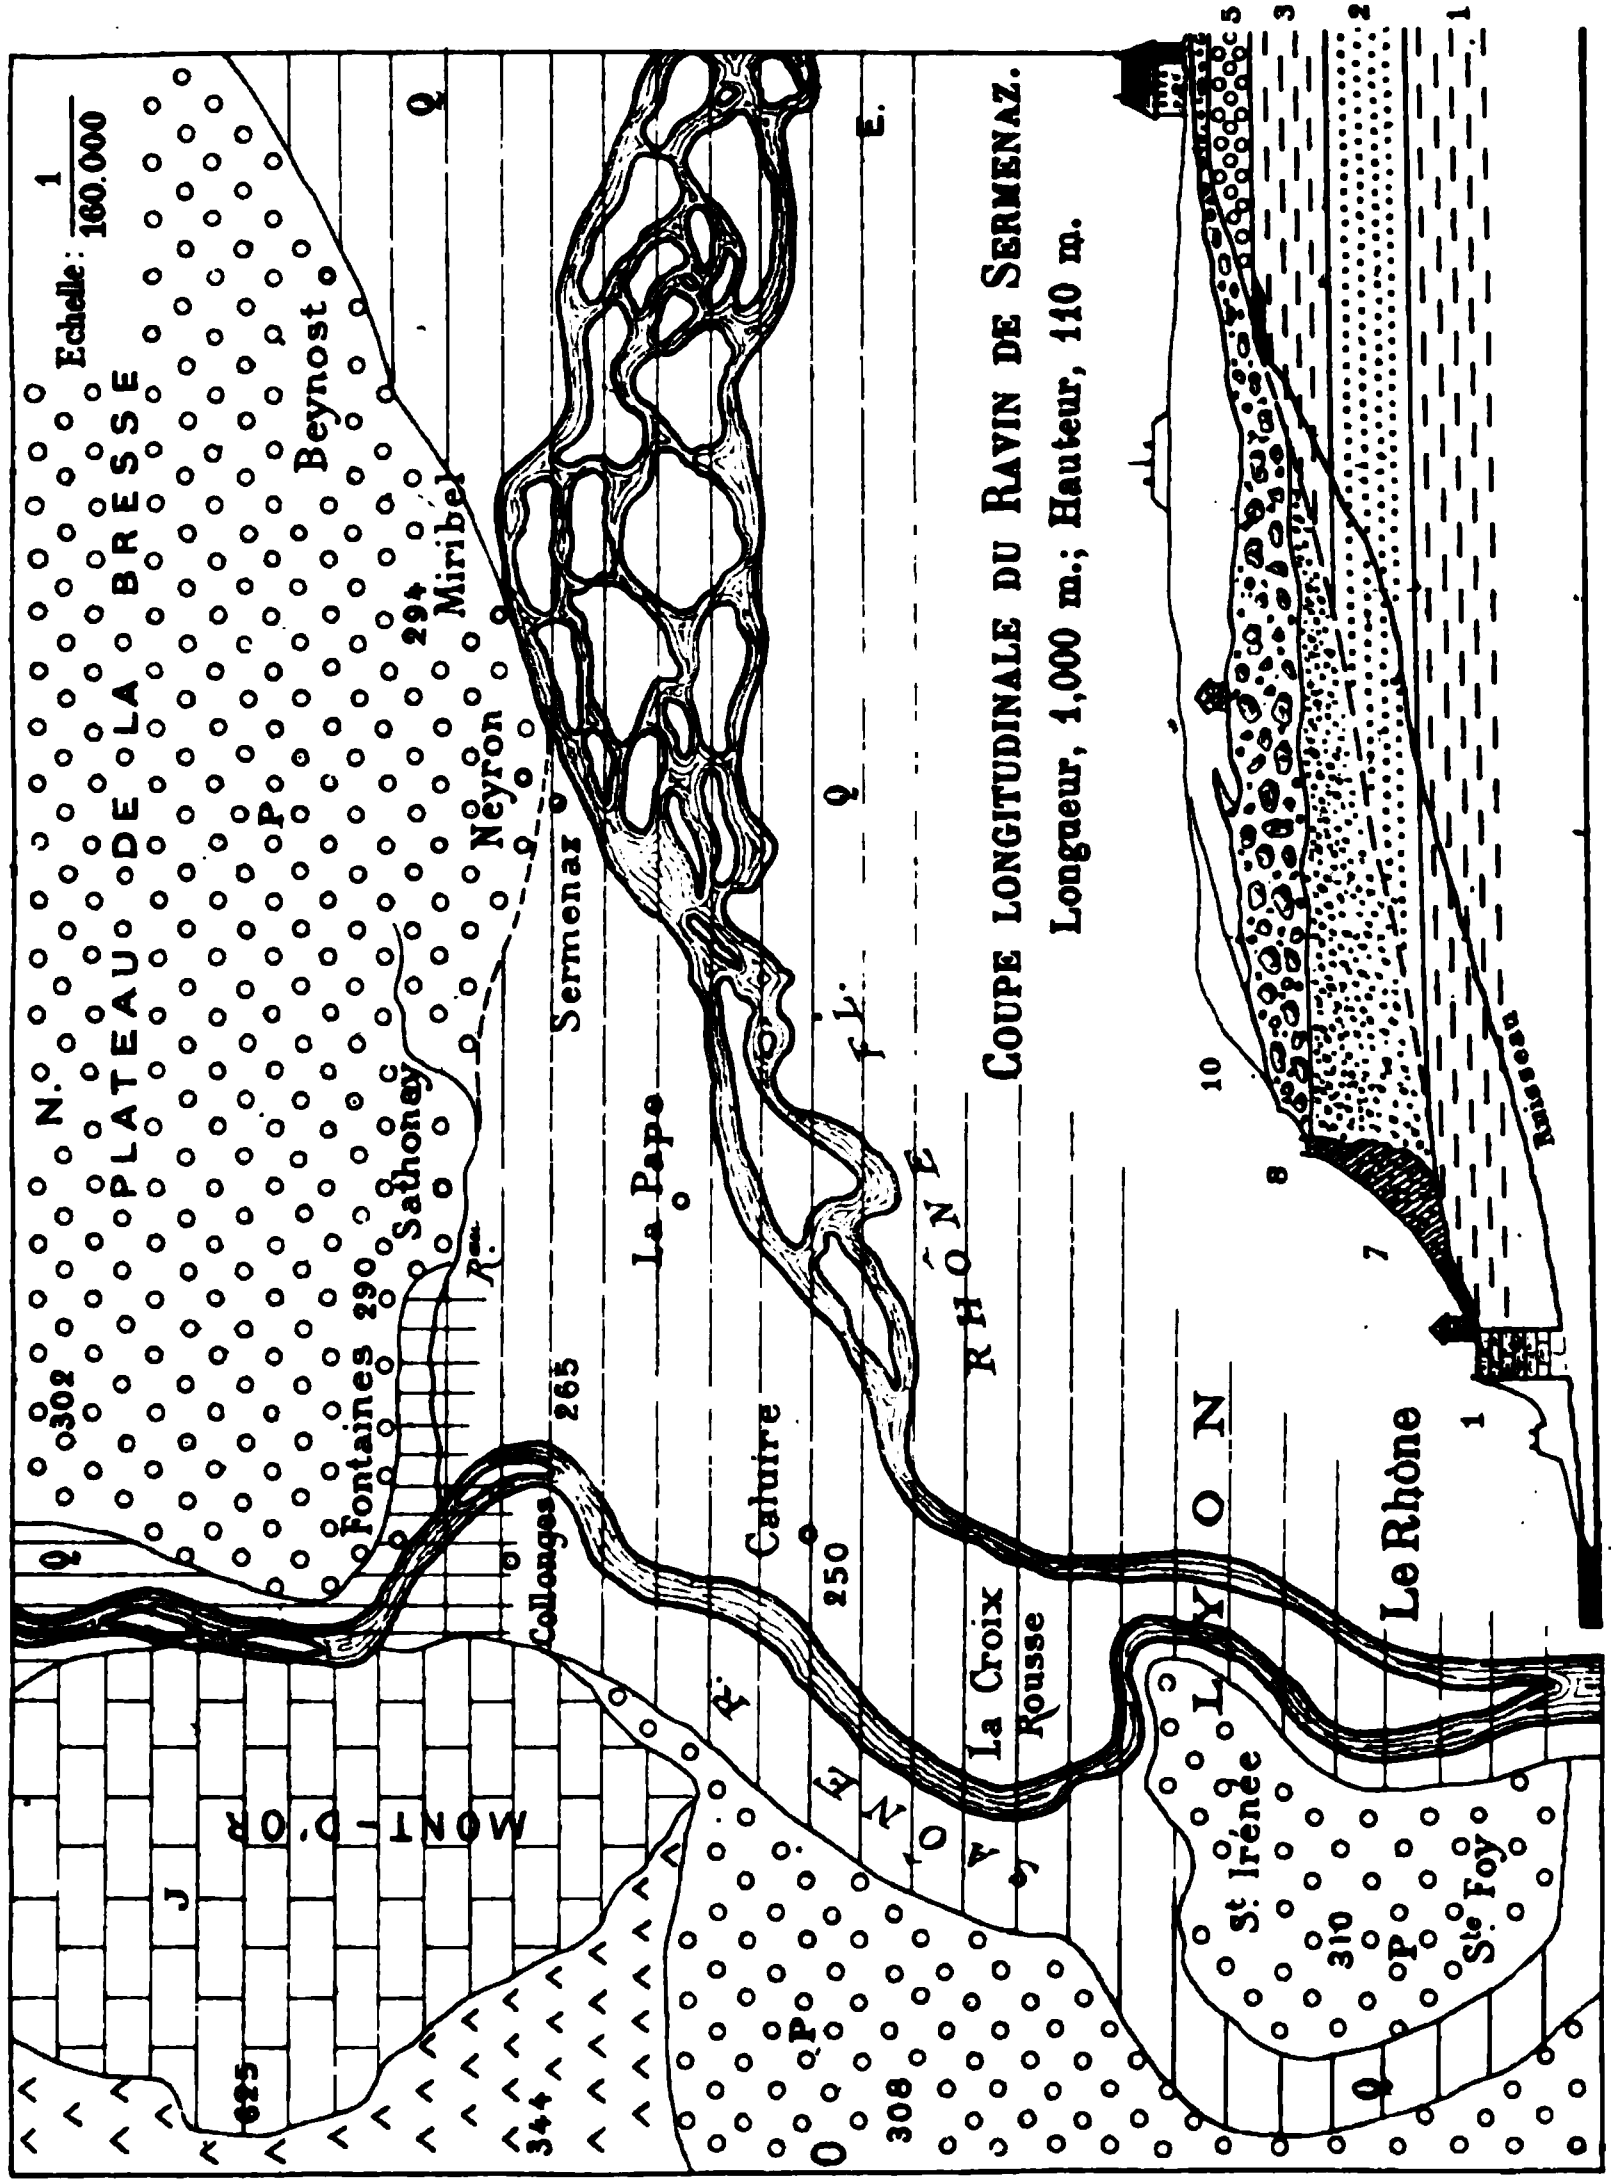 N.
Echelle:
1
160.000
PLATEAU DE LA BRESSE
302
Q
Fontaines 290
Sathonay
Beynost
294
Miribel
Neyron
P
Q
R.au
Sermenaz
J
MONT-D'OR
625
344
Collonges
265
La Pape
Caluire
250
Q
E.
O
P
308
SAÔNE R.
RHÔNE FL.
La Croix
Rousse
LYON
St. Irénée
310
P
Ste. Foy
Q
COUPE LONGITUDINALE DU RAVIN DE SERMENAZ.
Longueur, 1,000 m.; Hauteur, 110 m.
Le Rhône
1
7
8
10
Ruisseau
5
3
2
1